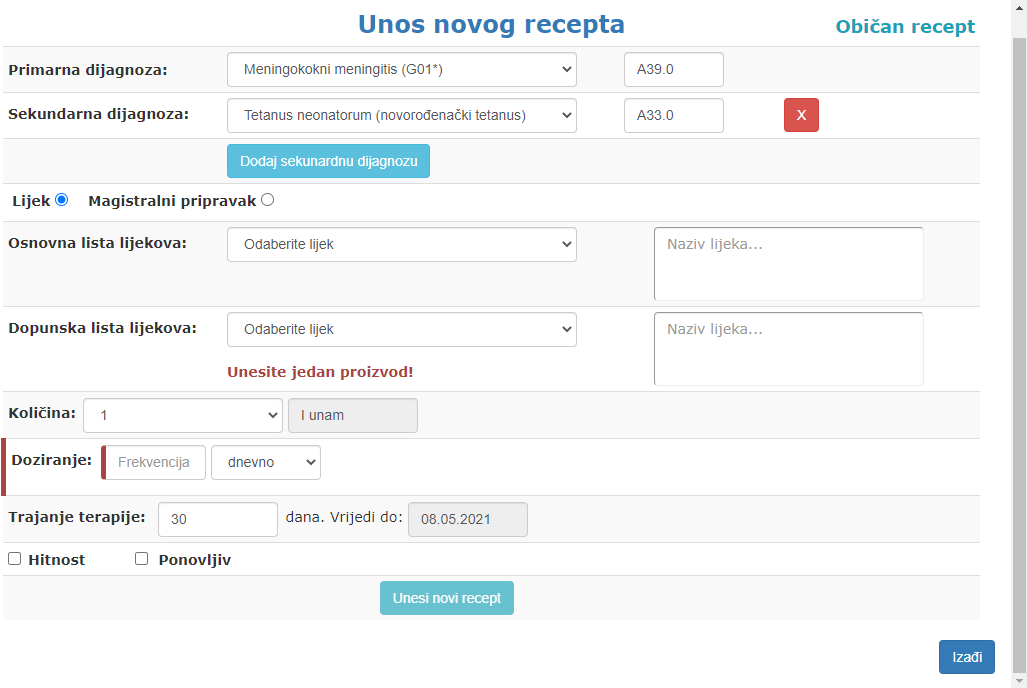 Unos novog recepta
Običan recept
Primarna dijagnoza: Meningokokni meningitis (G01*) A39.0
Sekundarna dijagnoza: Tetanus neonatorum (novorođenački tetanus) A33.0 X
Dodaj sekunardnu dijagnozu
Lijek Magistralni pripravak
Osnovna lista lijekova: Odaberite lijek Naziv lijeka...
Dopunska lista lijekova: Odaberite lijek Naziv lijeka...
Unesite jedan proizvod!
Količina: 1 I unam
Doziranje: Frekvencija dnevno
Trajanje terapije: 30 dana. Vrijedi do: 08.05.2021
Hitnost Ponovljiv
Unesi novi recept
Izađi